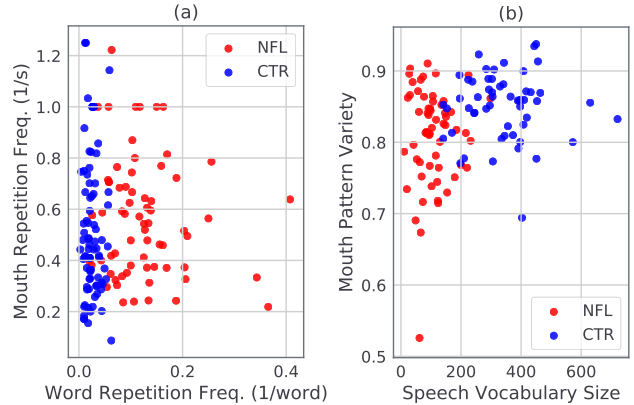 (a)
Mouth Repetition Freq. (1/s)
1.2
1.0
0.8
0.6
0.4
0.2
NFL
CTR
0.0 0.2 0.4
Word Repetition Freq. (1/word)
(b)
Mouth Pattern Variety
0.9
0.8
0.7
0.6
0.5
NFL
CTR
0 200 400 600
Speech Vocabulary Size